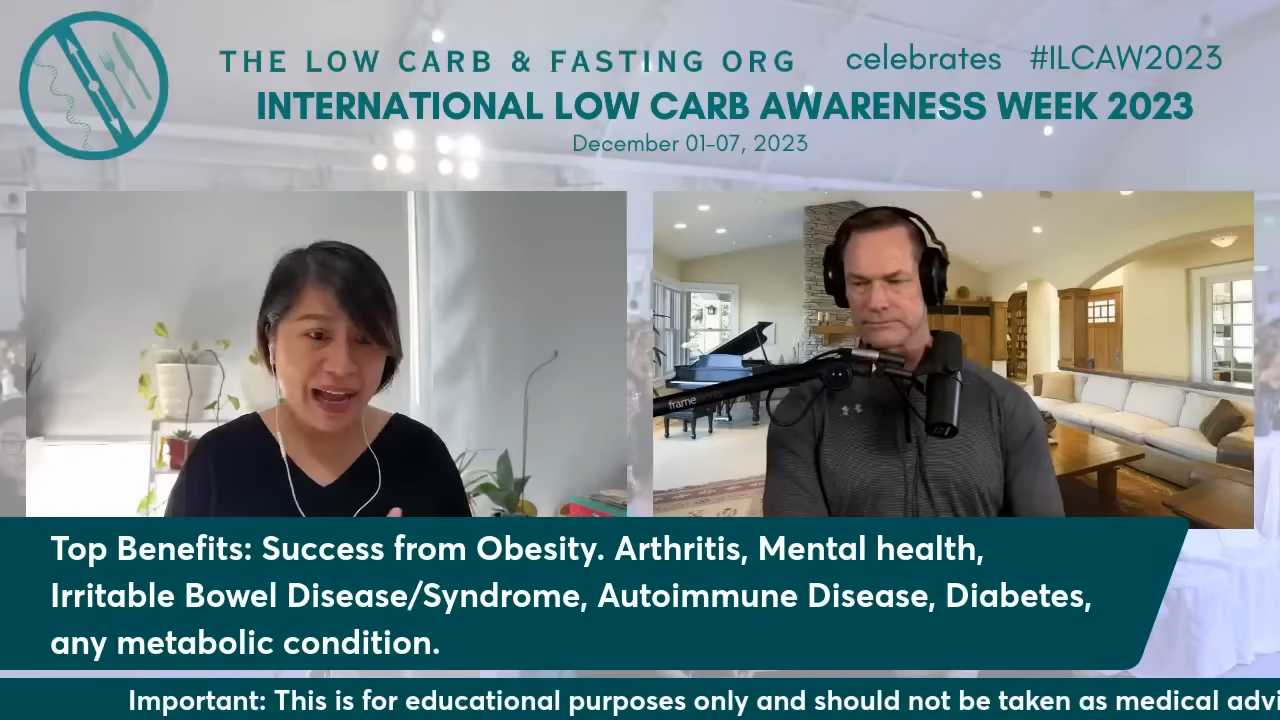 THE LOW CARB & FASTING ORG celebrates #ILCAW2023
INTERNATIONAL LOW CARB AWARENESS WEEK 2023
December 01-07, 2023
frame
Top Benefits: Success from Obesity. Arthritis, Mental health,
Irritable Bowel Disease/Syndrome, Autoimmune Disease, Diabetes,
any metabolic condition.
Important: This is for educational purposes only and should not be taken as medical advi